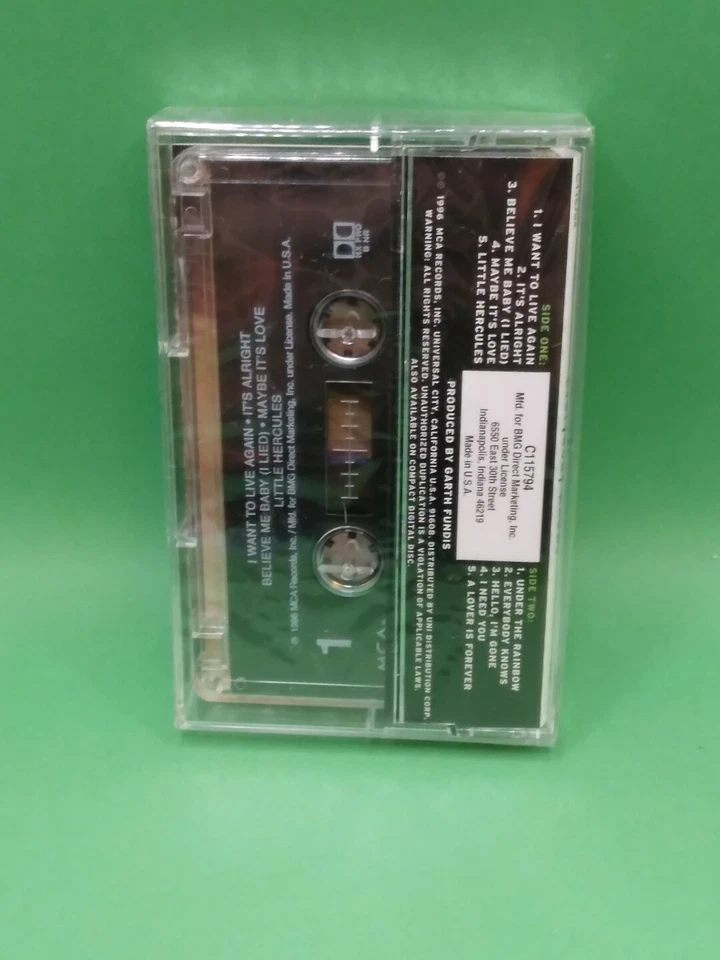 SIDE ONE:
1. I WANT TO LIVE AGAIN
2. IT'S ALRIGHT
3. BELIEVE ME BABY (I LIED)
4. MAYBE IT'S LOVE
5. LITTLE HERCULES
C115794
Mfd. for BMG Direct Marketing, Inc.
under License
6550 East 30th Street
Indianapolis, Indiana 46219
Made in U.S.A.
SIDE TWO:
1. UNDER THE RAINBOW
2. EVERYBODY KNOWS
3. HELLO, I'M GONE
4. I NEED YOU
5. A LOVER IS FOREVER
PRODUCED BY GARTH FUNDIS
℗© 1996 MCA RECORDS, INC. UNIVERSAL CITY, CALIFORNIA U.S.A. 91608. DISTRIBUTED BY UNI DISTRIBUTION CORP.
WARNING: ALL RIGHTS RESERVED. UNAUTHORIZED DUPLICATION IS A VIOLATION OF APPLICABLE LAWS.
ALSO AVAILABLE ON COMPACT DIGITAL DISC.
MCA
1
HX PRO
B NR
I WANT TO LIVE AGAIN • IT'S ALRIGHT
BELIEVE ME BABY (I LIED) • MAYBE IT'S LOVE
LITTLE HERCULES
℗ 1996 MCA Records, Inc. / Mfd. for BMG Direct Marketing, Inc. under License. Made in U.S.A.